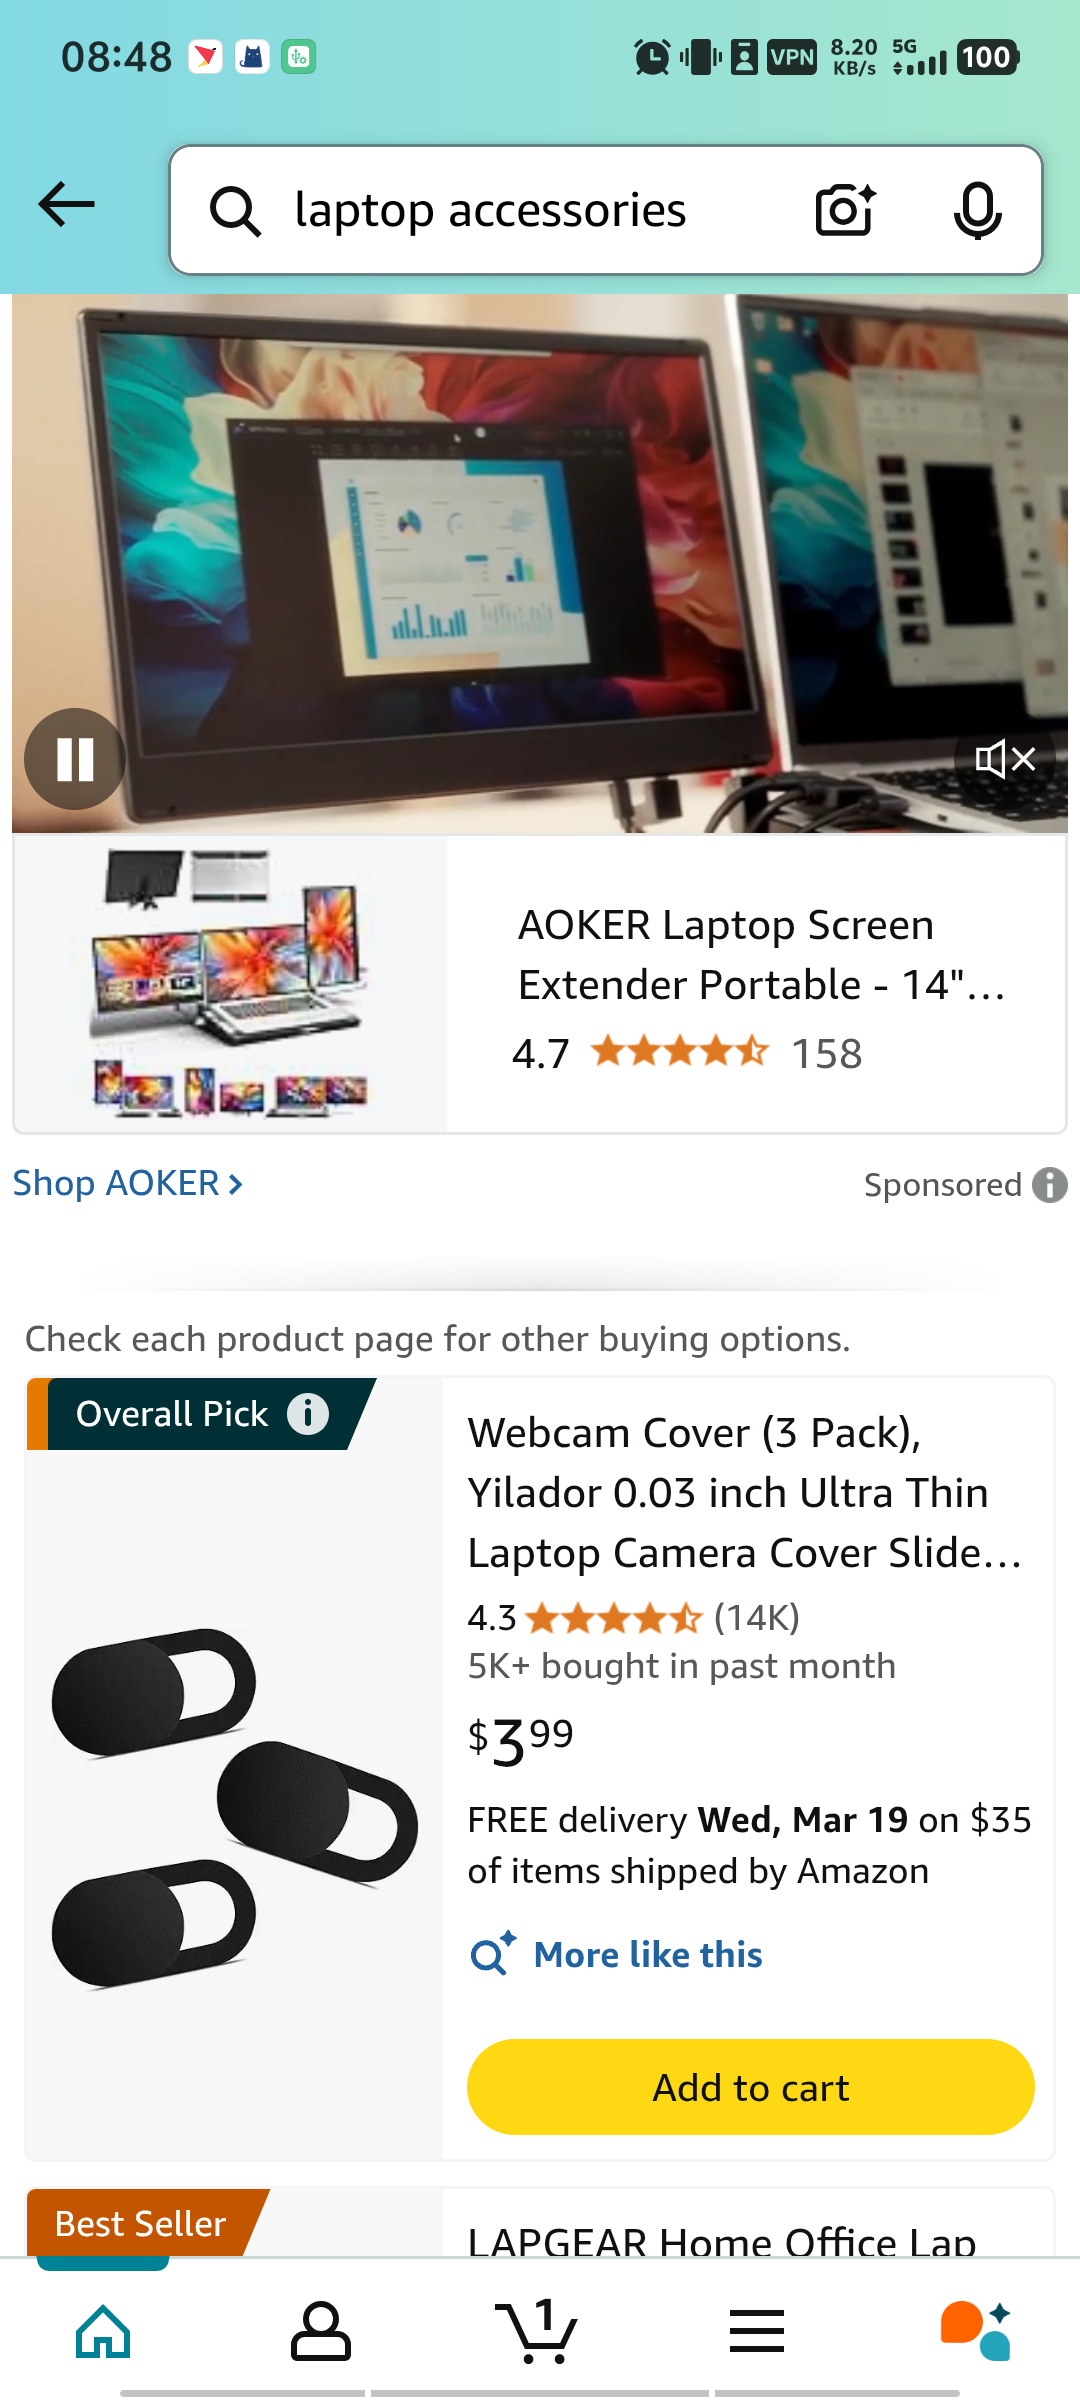 08:48
VPN
8.20
KB/s
5G
100
laptop accessories
AOKER Laptop Screen
Extender Portable - 14"...
4.7
158
Shop AOKER
Sponsored
Check each product page for other buying options.
Overall Pick
Webcam Cover (3 Pack),
Yilador 0.03 inch Ultra Thin
Laptop Camera Cover Slide...
4.3
(14K)
5K+ bought in past month
$3 99
FREE delivery Wed, Mar 19 on $35
of items shipped by Amazon
More like this
Add to cart
Best Seller
LAPGEAR Home Office Lap
1